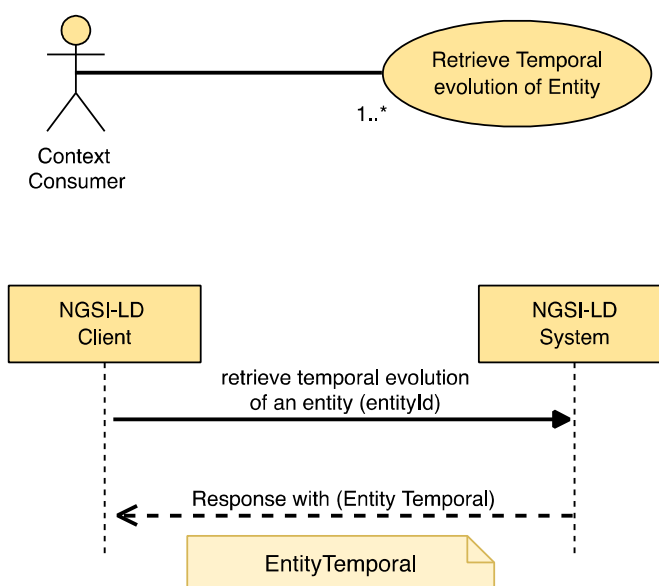 Retrieve Temporal
evolution of Entity
1..*
Context
Consumer
NGSI-LD
Client
NGSI-LD
System
retrieve temporal evolution
of an entity (entityId)
Response with (Entity Temporal)
EntityTemporal